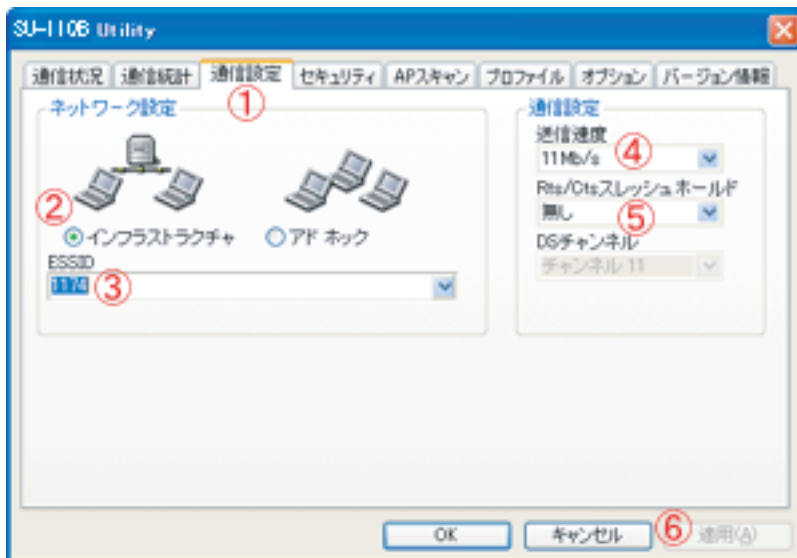 SU-110B Utility
通信状況 通信統計 通信設定 セキュリティ APスキャン プロファイル オプション バージョン情報
①
ネットワーク設定
②
インフラストラクチャ アド ホック
ESSID
1174 ③
通信設定
送信速度
11Mb/s ④
Rts/Ctsスレッシュホールド
無し ⑤
DSチャンネル
チャンネル 11
OK キャンセル ⑥ 適用(A)